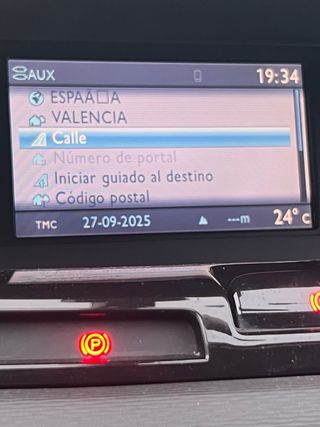 AUX 19:34
ESPAÃ□A
VALENCIA
Calle
Número de portal
Iniciar guiado al destino
Código postal
TMC 27-09-2025 ---m 24° c
P